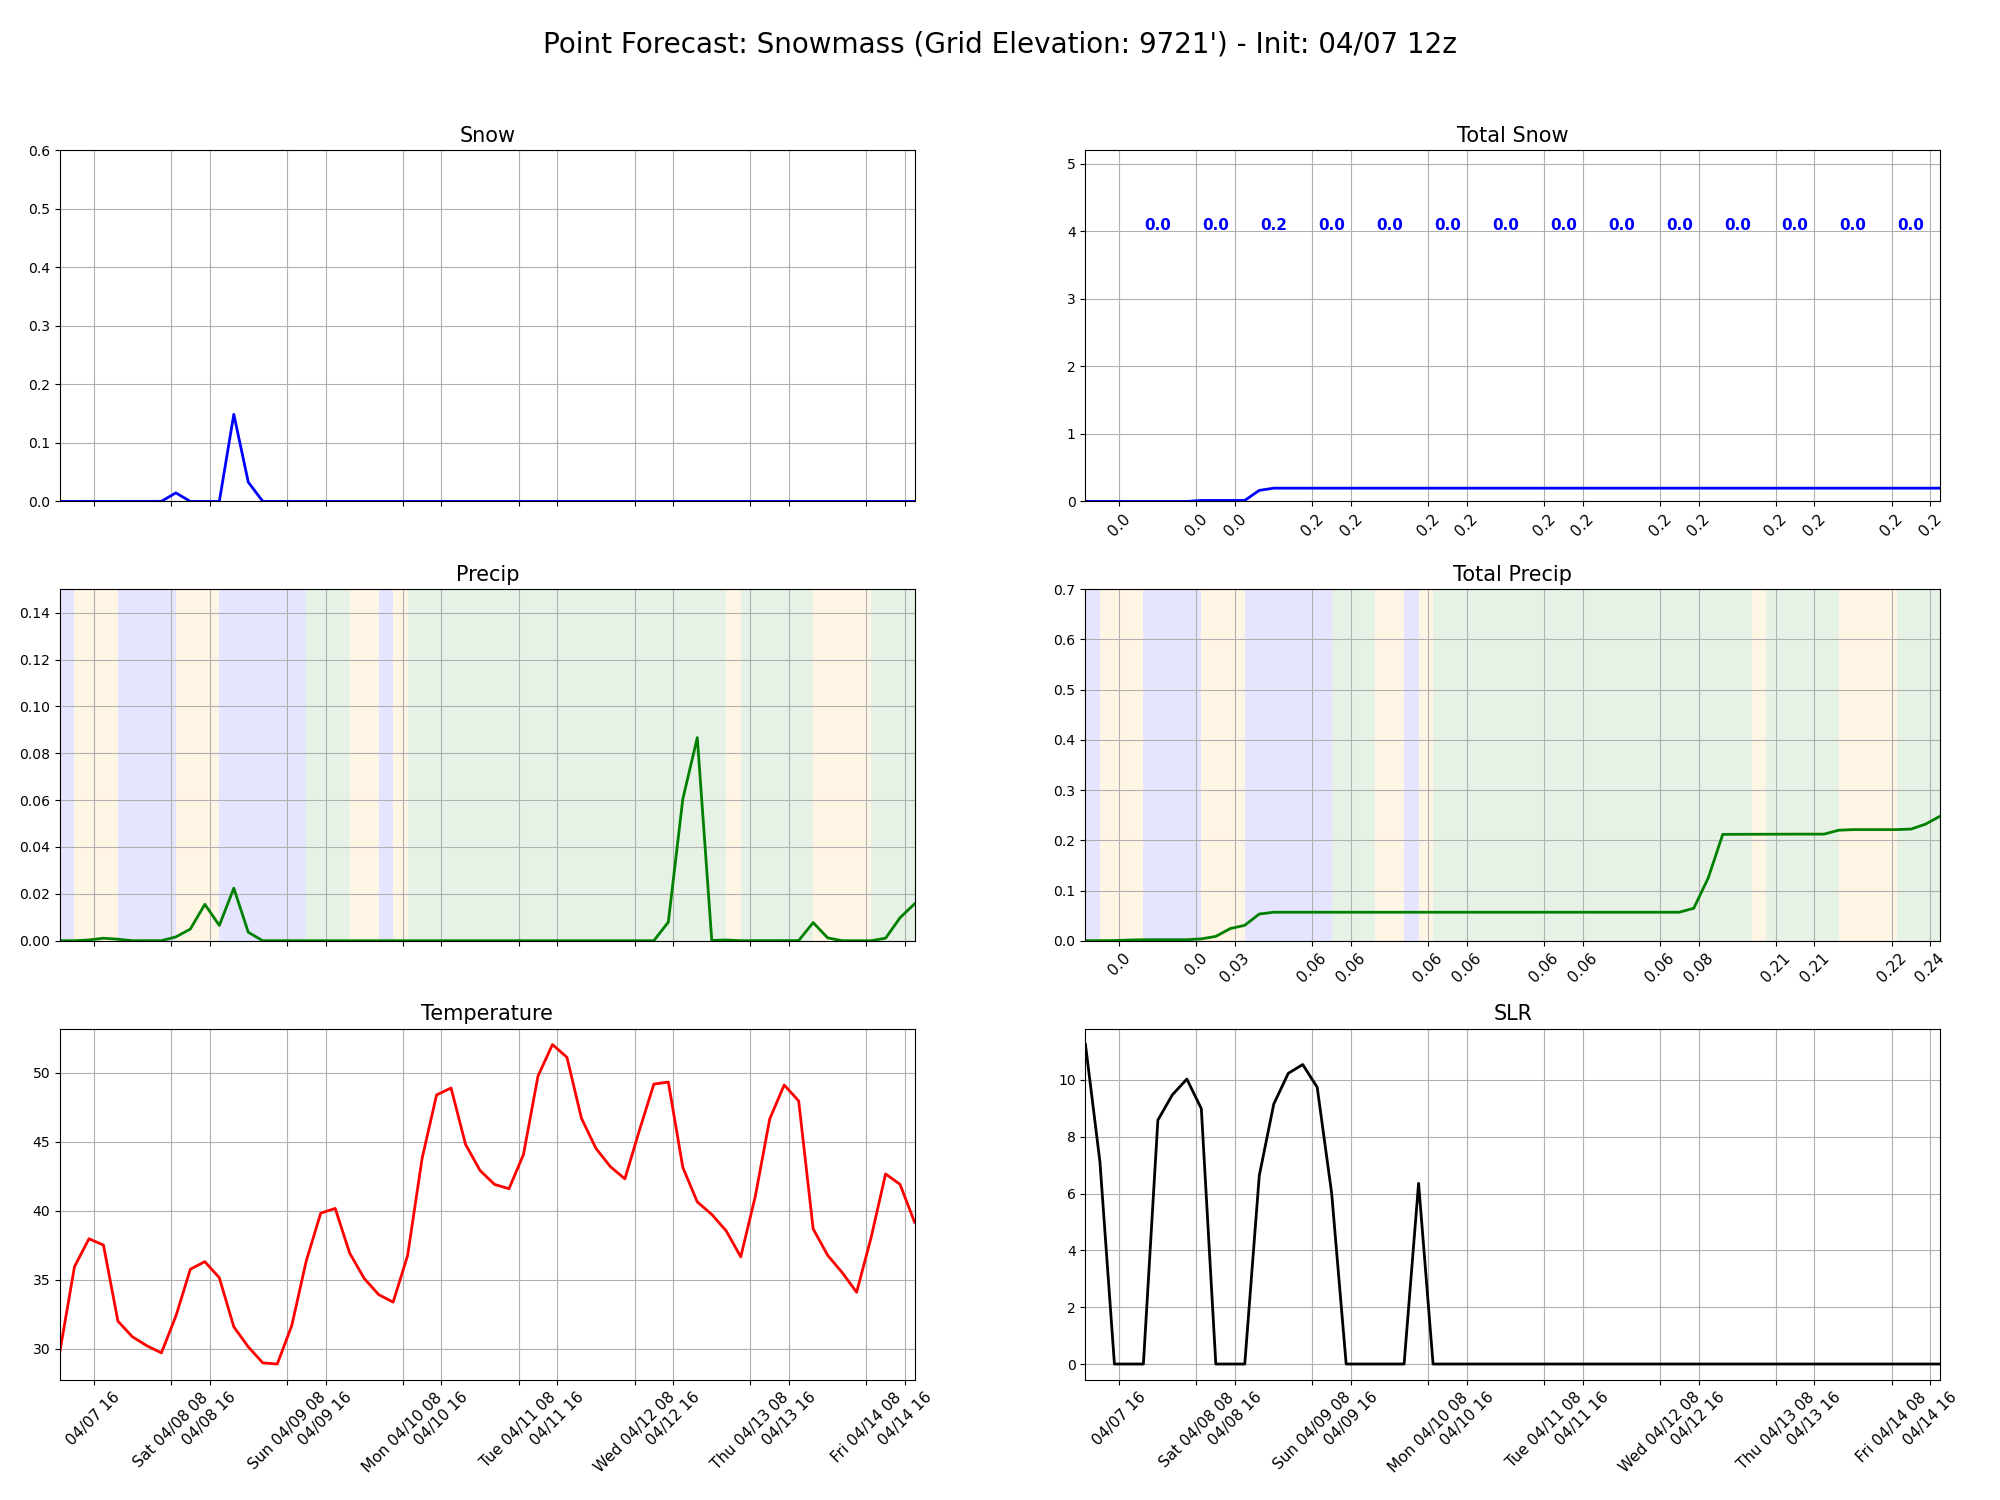 Point Forecast: Snowmass (Grid Elevation: 9721') - Init: 04/07 12z
Snow
0.6
0.5
0.4
0.3
0.2
0.1
0.0
Total Snow
5
4
3
2
1
0
0.0 0.0 0.2 0.0 0.0 0.0 0.0 0.0 0.0 0.0 0.0 0.0 0.0 0.0
0.0 0.0 0.0 0.2 0.2 0.2 0.2 0.2 0.2 0.2 0.2 0.2 0.2 0.2 0.2
Precip
0.14
0.12
0.10
0.08
0.06
0.04
0.02
0.00
Total Precip
0.7
0.6
0.5
0.4
0.3
0.2
0.1
0.0
0.0 0.0 0.03 0.06 0.06 0.06 0.06 0.06 0.06 0.06 0.08 0.21 0.21 0.22 0.24
Temperature
50
45
40
35
30
04/07 16
Sat 04/08 08
04/08 16
Sun 04/09 08
04/09 16
Mon 04/10 08
04/10 16
Tue 04/11 08
04/11 16
Wed 04/12 08
04/12 16
Thu 04/13 08
04/13 16
Fri 04/14 08
04/14 16
SLR
10
8
6
4
2
0
04/07 16
Sat 04/08 08
04/08 16
Sun 04/09 08
04/09 16
Mon 04/10 08
04/10 16
Tue 04/11 08
04/11 16
Wed 04/12 08
04/12 16
Thu 04/13 08
04/13 16
Fri 04/14 08
04/14 16